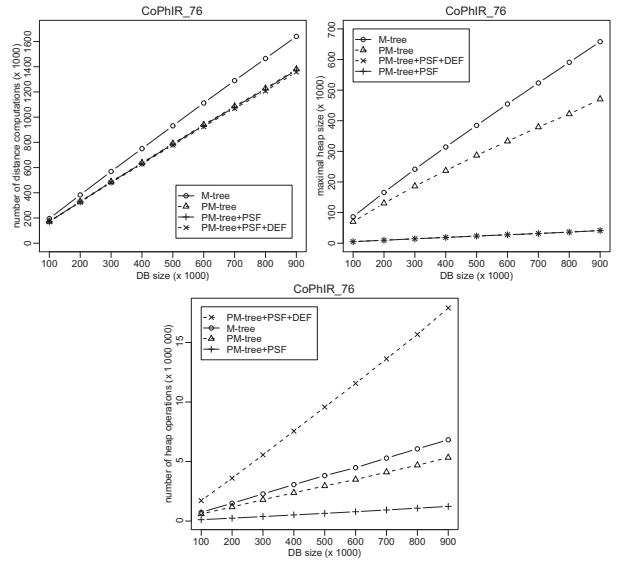 CoPhIR_76
number of distance computations (x 1000)
0 200 400 600 800 1000 1200 1400 1600
M-tree
PM-tree
PM-tree+PSF
PM-tree+PSF+DEF
100 200 300 400 500 600 700 800 900
DB size (x 1000)
CoPhIR_76
maximal heap size (x 1000)
0 100 200 300 400 500 600 700
M-tree
PM-tree
PM-tree+PSF+DEF
PM-tree+PSF
100 200 300 400 500 600 700 800 900
DB size (x 1000)
CoPhIR_76
number of heap operations (x 1 000 000)
0 5 10 15
PM-tree+PSF+DEF
M-tree
PM-tree
PM-tree+PSF
100 200 300 400 500 600 700 800 900
DB size (x 1000)